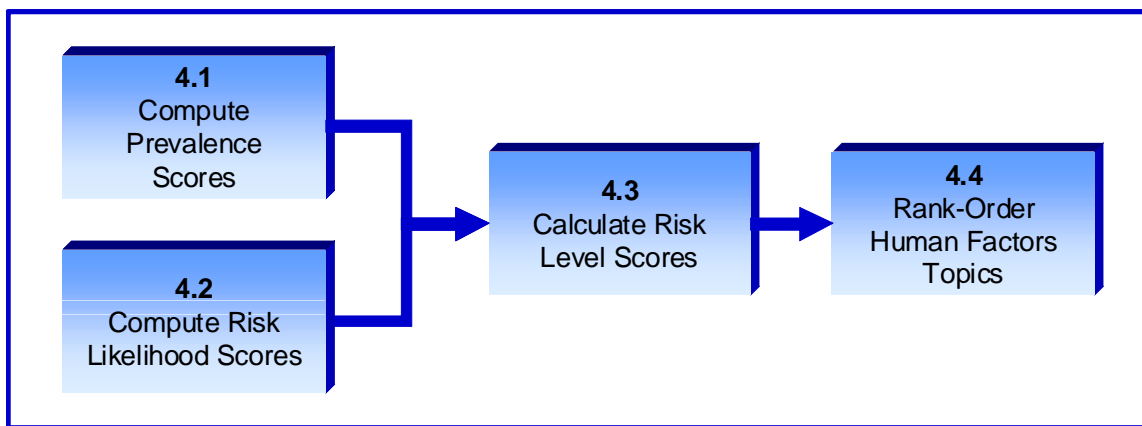 4.1
Compute
Prevalence
Scores
4.2
Compute Risk
Likelihood Scores
4.3
Calculate Risk
Level Scores
4.4
Rank-Order
Human Factors
Topics